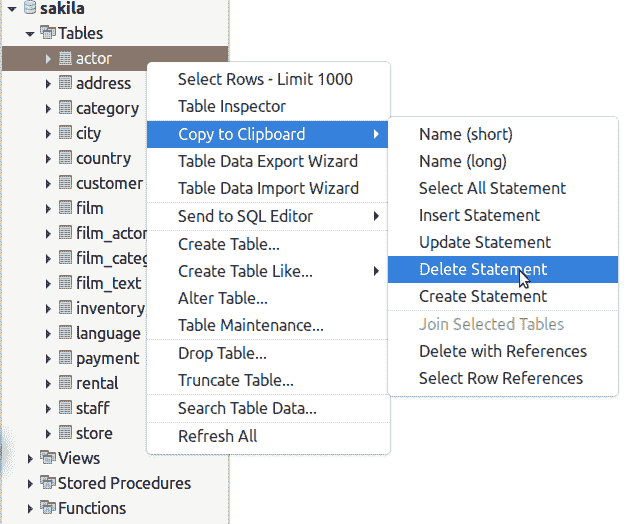 sakila
Tables
actor
address
category
city
country
customer
film
film_actor
film_categ
film_text
inventory
language
payment
rental
staff
store
Views
Stored Procedures
Functions
Select Rows - Limit 1000
Table Inspector
Copy to Clipboard
Table Data Export Wizard
Table Data Import Wizard
Send to SQL Editor
Create Table...
Create Table Like...
Alter Table...
Table Maintenance...
Drop Table...
Truncate Table...
Search Table Data...
Refresh All
Name (short)
Name (long)
Select All Statement
Insert Statement
Update Statement
Delete Statement
Create Statement
Join Selected Tables
Delete with References
Select Row References